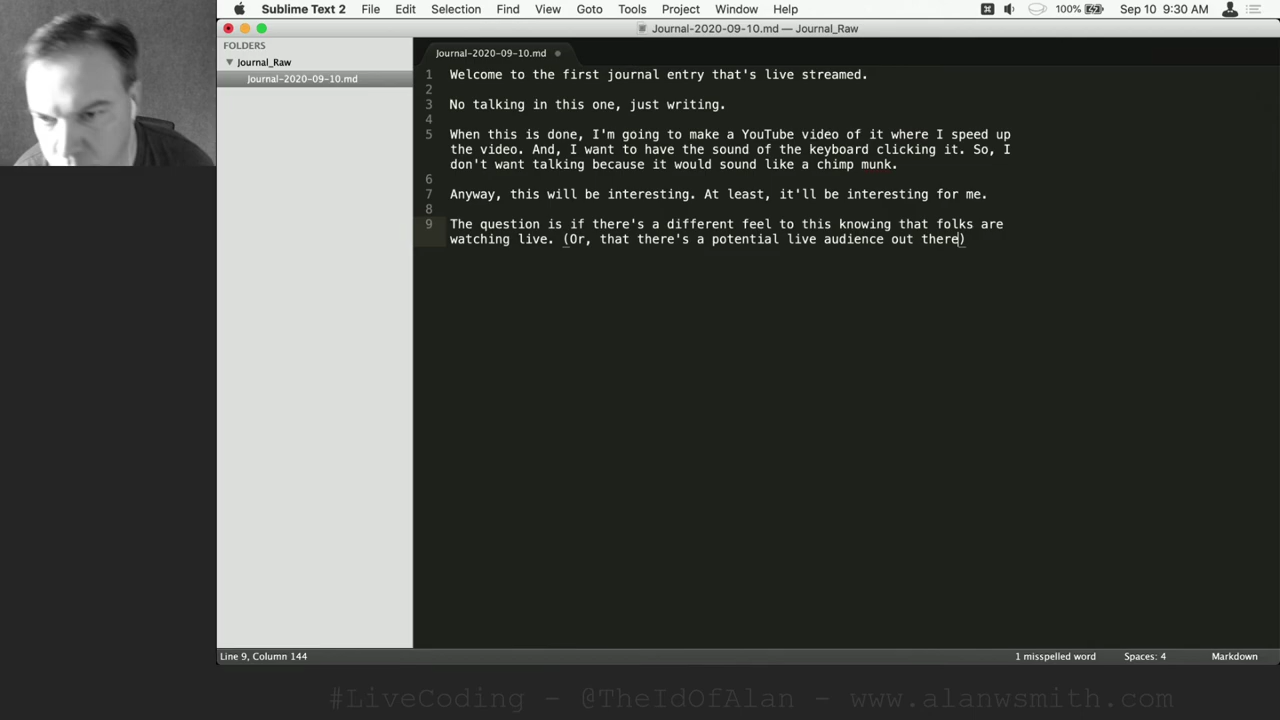 Sublime Text 2 File Edit Selection Find View Goto Tools Project Window Help 100% Sep 10 9:30 AM
Journal-2020-09-10.md — Journal_Raw
FOLDERS
Journal_Raw
Journal-2020-09-10.md
Journal-2020-09-10.md
1 Welcome to the first journal entry that's live streamed.
2
3 No talking in this one, just writing.
4
5 When this is done, I'm going to make a YouTube video of it where I speed up
the video. And, I want to have the sound of the keyboard clicking it. So, I
don't want talking because it would sound like a chimp munk.
6
7 Anyway, this will be interesting. At least, it'll be interesting for me.
8
9 The question is if there's a different feel to this knowing that folks are
watching live. (Or, that there's a potential live audience out there)
Line 9, Column 144 1 misspelled word Spaces: 4 Markdown
#LiveCoding - @TheIdOfAlan - www.alanwsmith.com